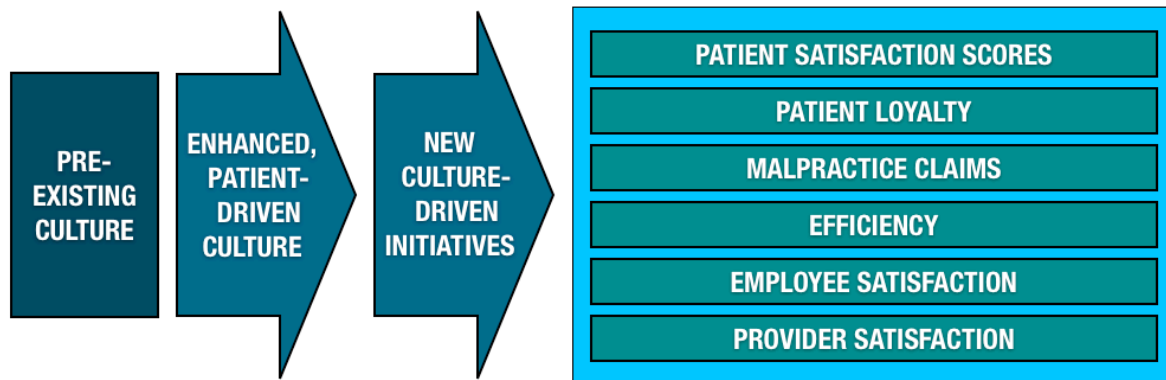 PRE-
EXISTING
CULTURE
ENHANCED,
PATIENT-
DRIVEN
CULTURE
NEW
CULTURE-
DRIVEN
INITIATIVES
PATIENT SATISFACTION SCORES
PATIENT LOYALTY
MALPRACTICE CLAIMS
EFFICIENCY
EMPLOYEE SATISFACTION
PROVIDER SATISFACTION